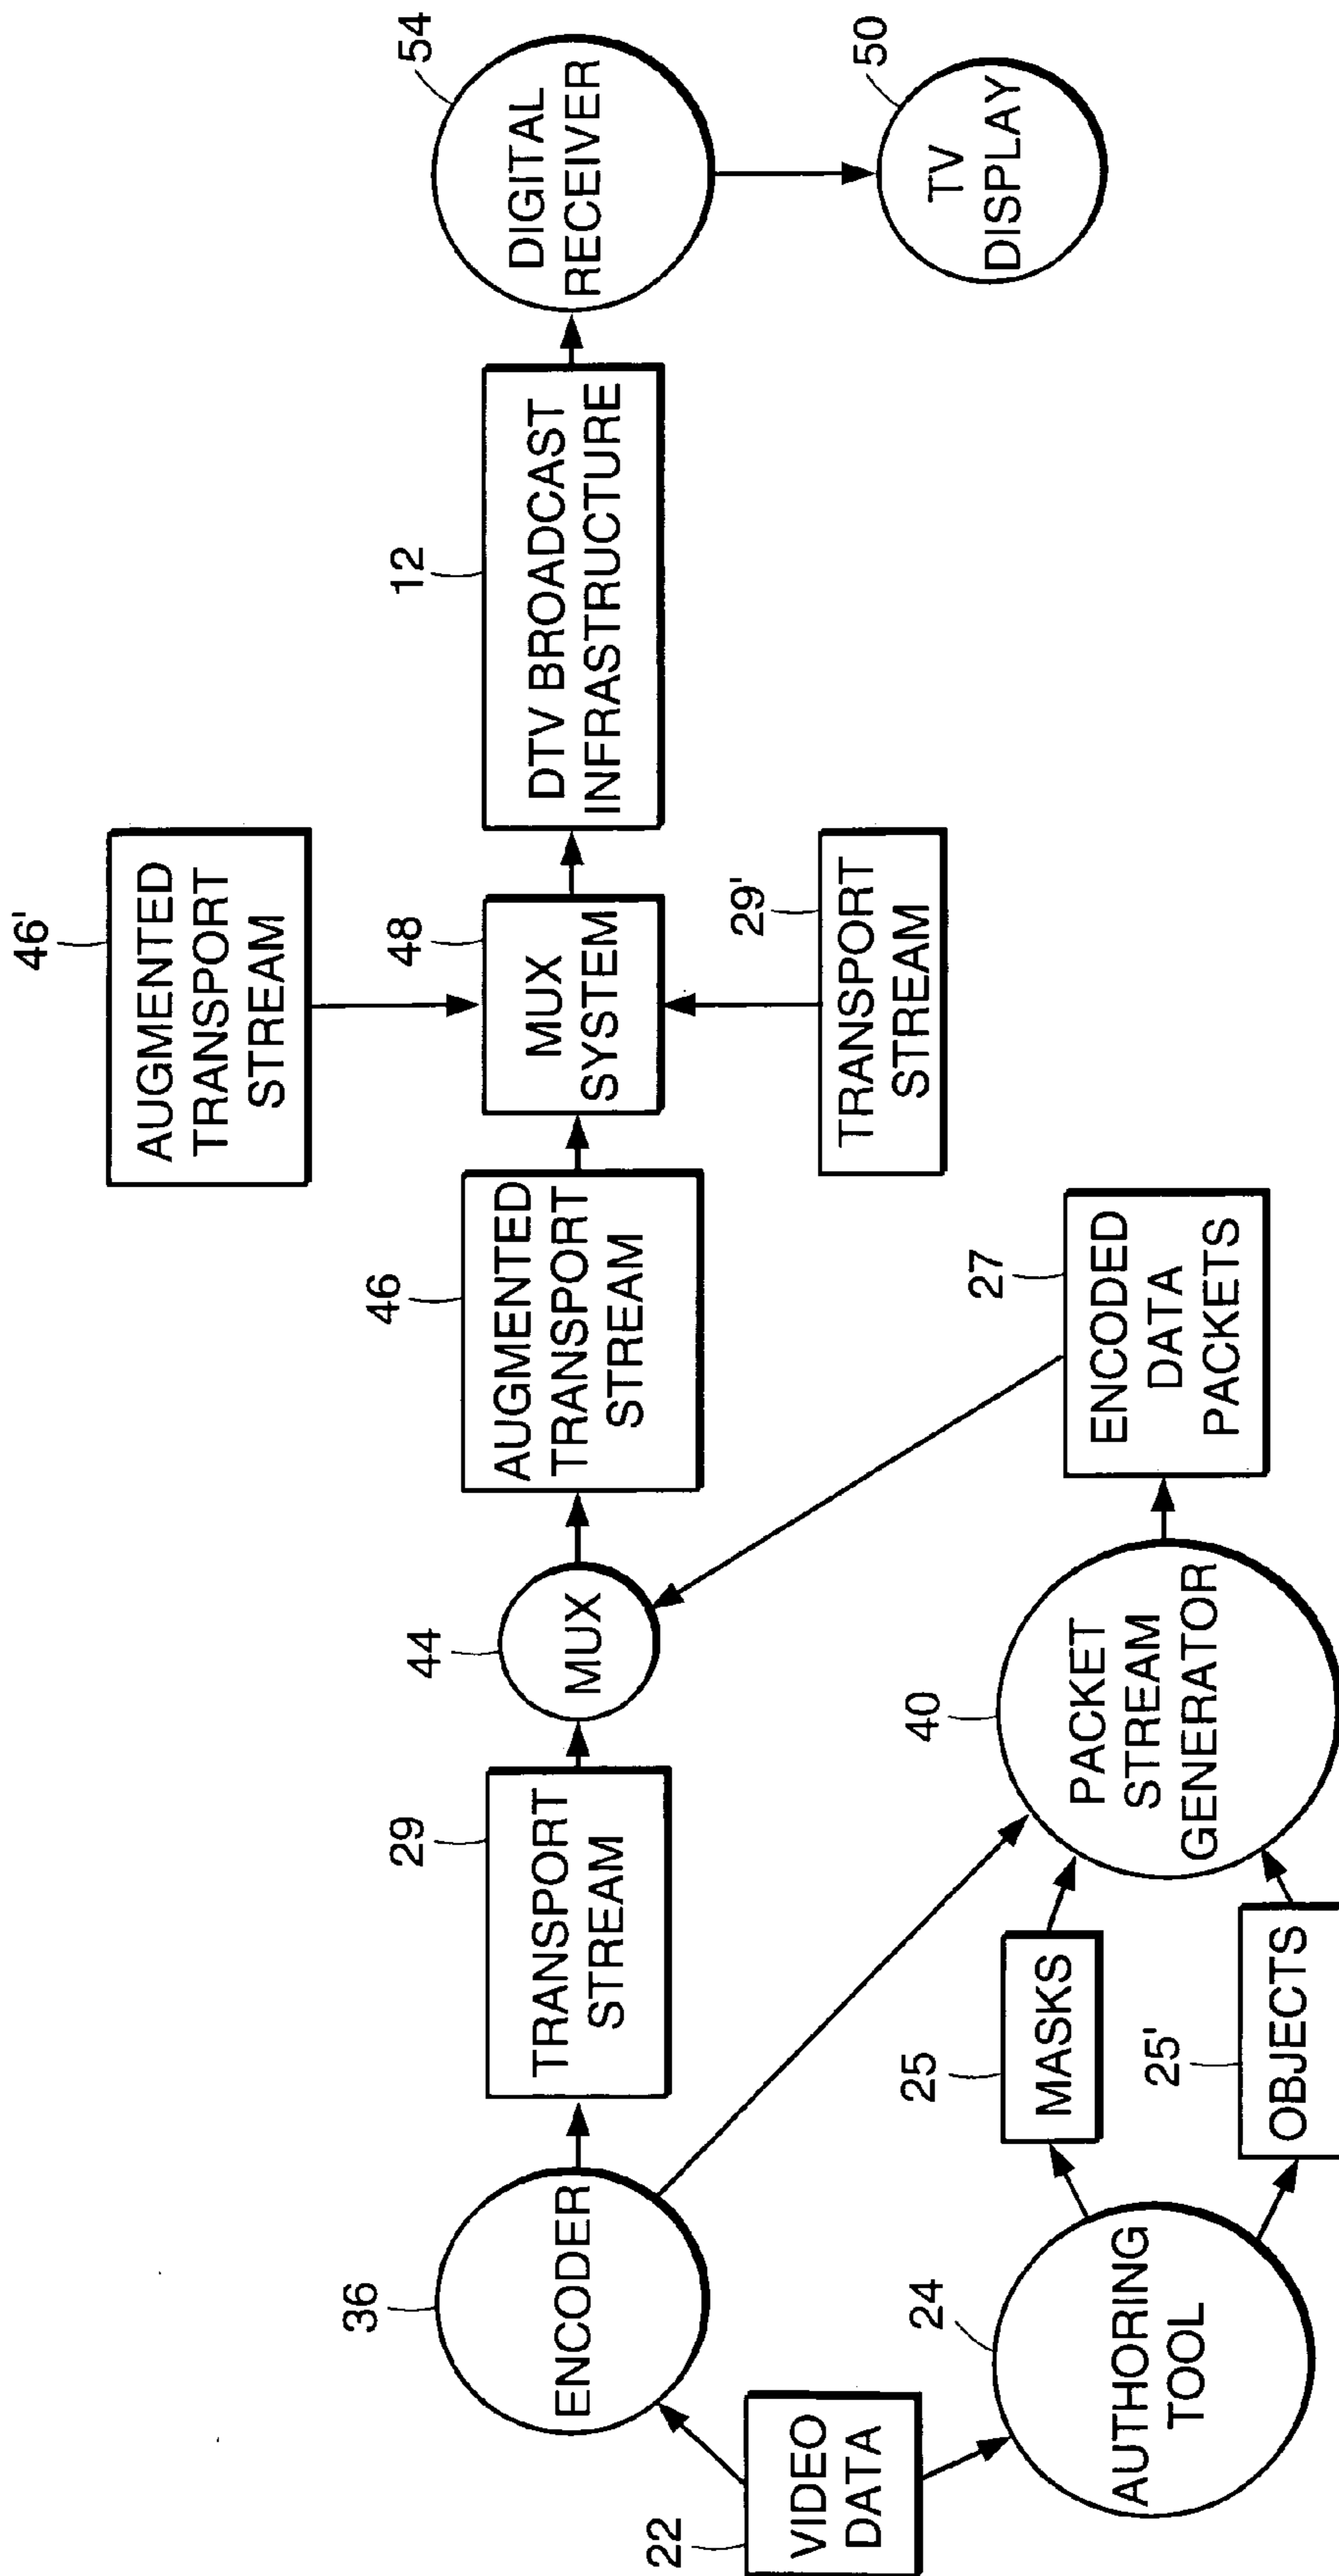 46'
AUGMENTED
TRANSPORT
STREAM
54
DIGITAL
RECEIVER
12
DTV BROADCAST
INFRASTRUCTURE
48
MUX
SYSTEM
46
AUGMENTED
TRANSPORT
STREAM
44
MUX
29
TRANSPORT
STREAM
36
ENCODER
50
TV
DISPLAY
29'
TRANSPORT
STREAM
22
VIDEO
DATA
27
ENCODED
DATA
PACKETS
40
PACKET
STREAM
GENERATOR
25
MASKS
24
AUTHORING
TOOL
25'
OBJECTS